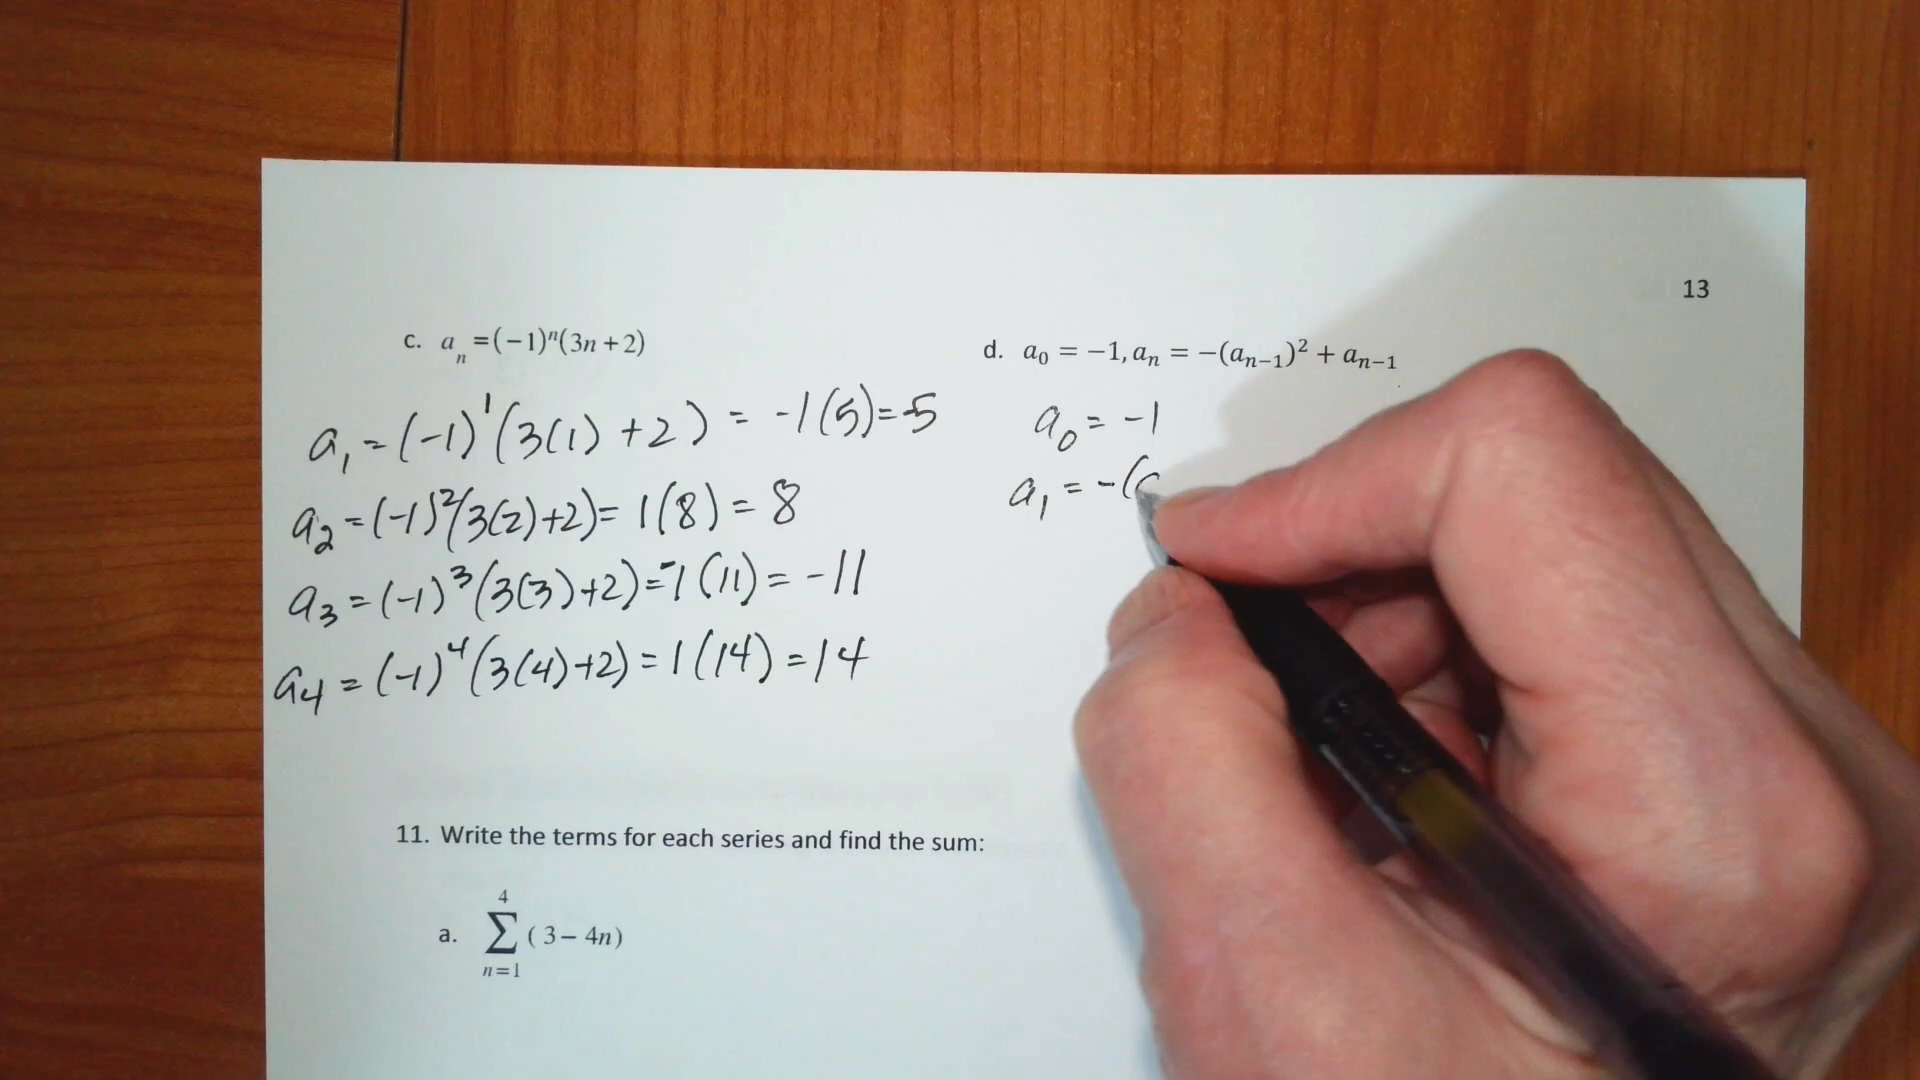 13
c. aₙ =(−1)ⁿ(3n+2)
a₁ = (-1)¹(3(1) +2) = -1(5)=-5
a₂ = (-1)²(3(2)+2)= 1(8) = 8
a₃ = (-1)³(3(3)+2)=-1(11) = -11
a₄ = (-1)⁴(3(4)+2) = 1(14) = 14
d. a₀ = −1, aₙ = −(aₙ₋₁)² + aₙ₋₁
a₀ = -1
a₁ = -(
11. Write the terms for each series and find the sum:
4
a. ∑ ( 3 − 4n)
n=1